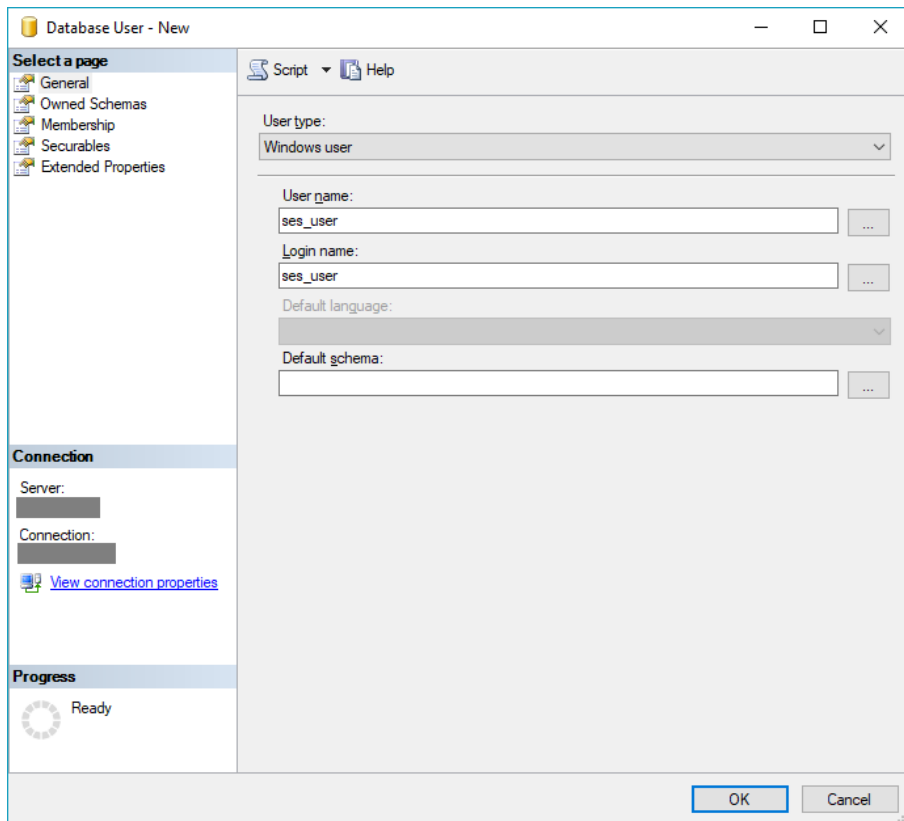 Database User - New
Select a page
General
Owned Schemas
Membership
Securables
Extended Properties
Script
Help
User type:
Windows user
User name:
ses_user
...
Login name:
ses_user
...
Default language:
Default schema:
...
Connection
Server:
Connection:
View connection properties
Progress
Ready
OK
Cancel